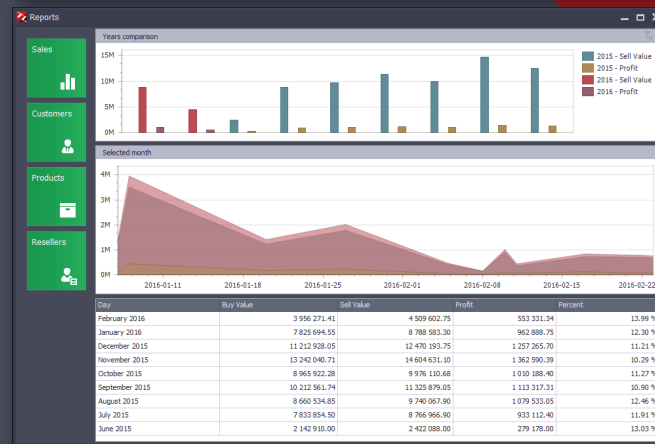 Reports
Sales
Customers
Products
Resellers
Years comparison
15M
10M
5M
0M
2015 - Sell Value
2015 - Profit
2016 - Sell Value
2016 - Profit
Selected month
4M
3M
2M
1M
0M
2016-01-11 2016-01-18 2016-01-25 2016-02-01 2016-02-08 2016-02-15 2016-02-22
Day Buy Value Sell Value Profit Percent
February 2016 3 956 271.41 4 509 602.75 553 331.34 13.99 %
January 2016 7 825 694.55 8 788 583.30 962 888.75 12.30 %
December 2015 11 212 928.05 12 470 193.75 1 257 265.70 11.21 %
November 2015 13 242 040.71 14 604 631.10 1 362 590.39 10.29 %
October 2015 8 965 922.28 9 976 110.68 1 010 188.40 11.27 %
September 2015 10 212 561.74 11 325 879.05 1 113 317.31 10.90 %
August 2015 8 660 534.85 9 740 067.90 1 079 533.05 12.46 %
July 2015 7 833 854.50 8 766 966.90 933 112.40 11.91 %
June 2015 2 142 910.00 2 422 088.00 279 178.00 13.03 %